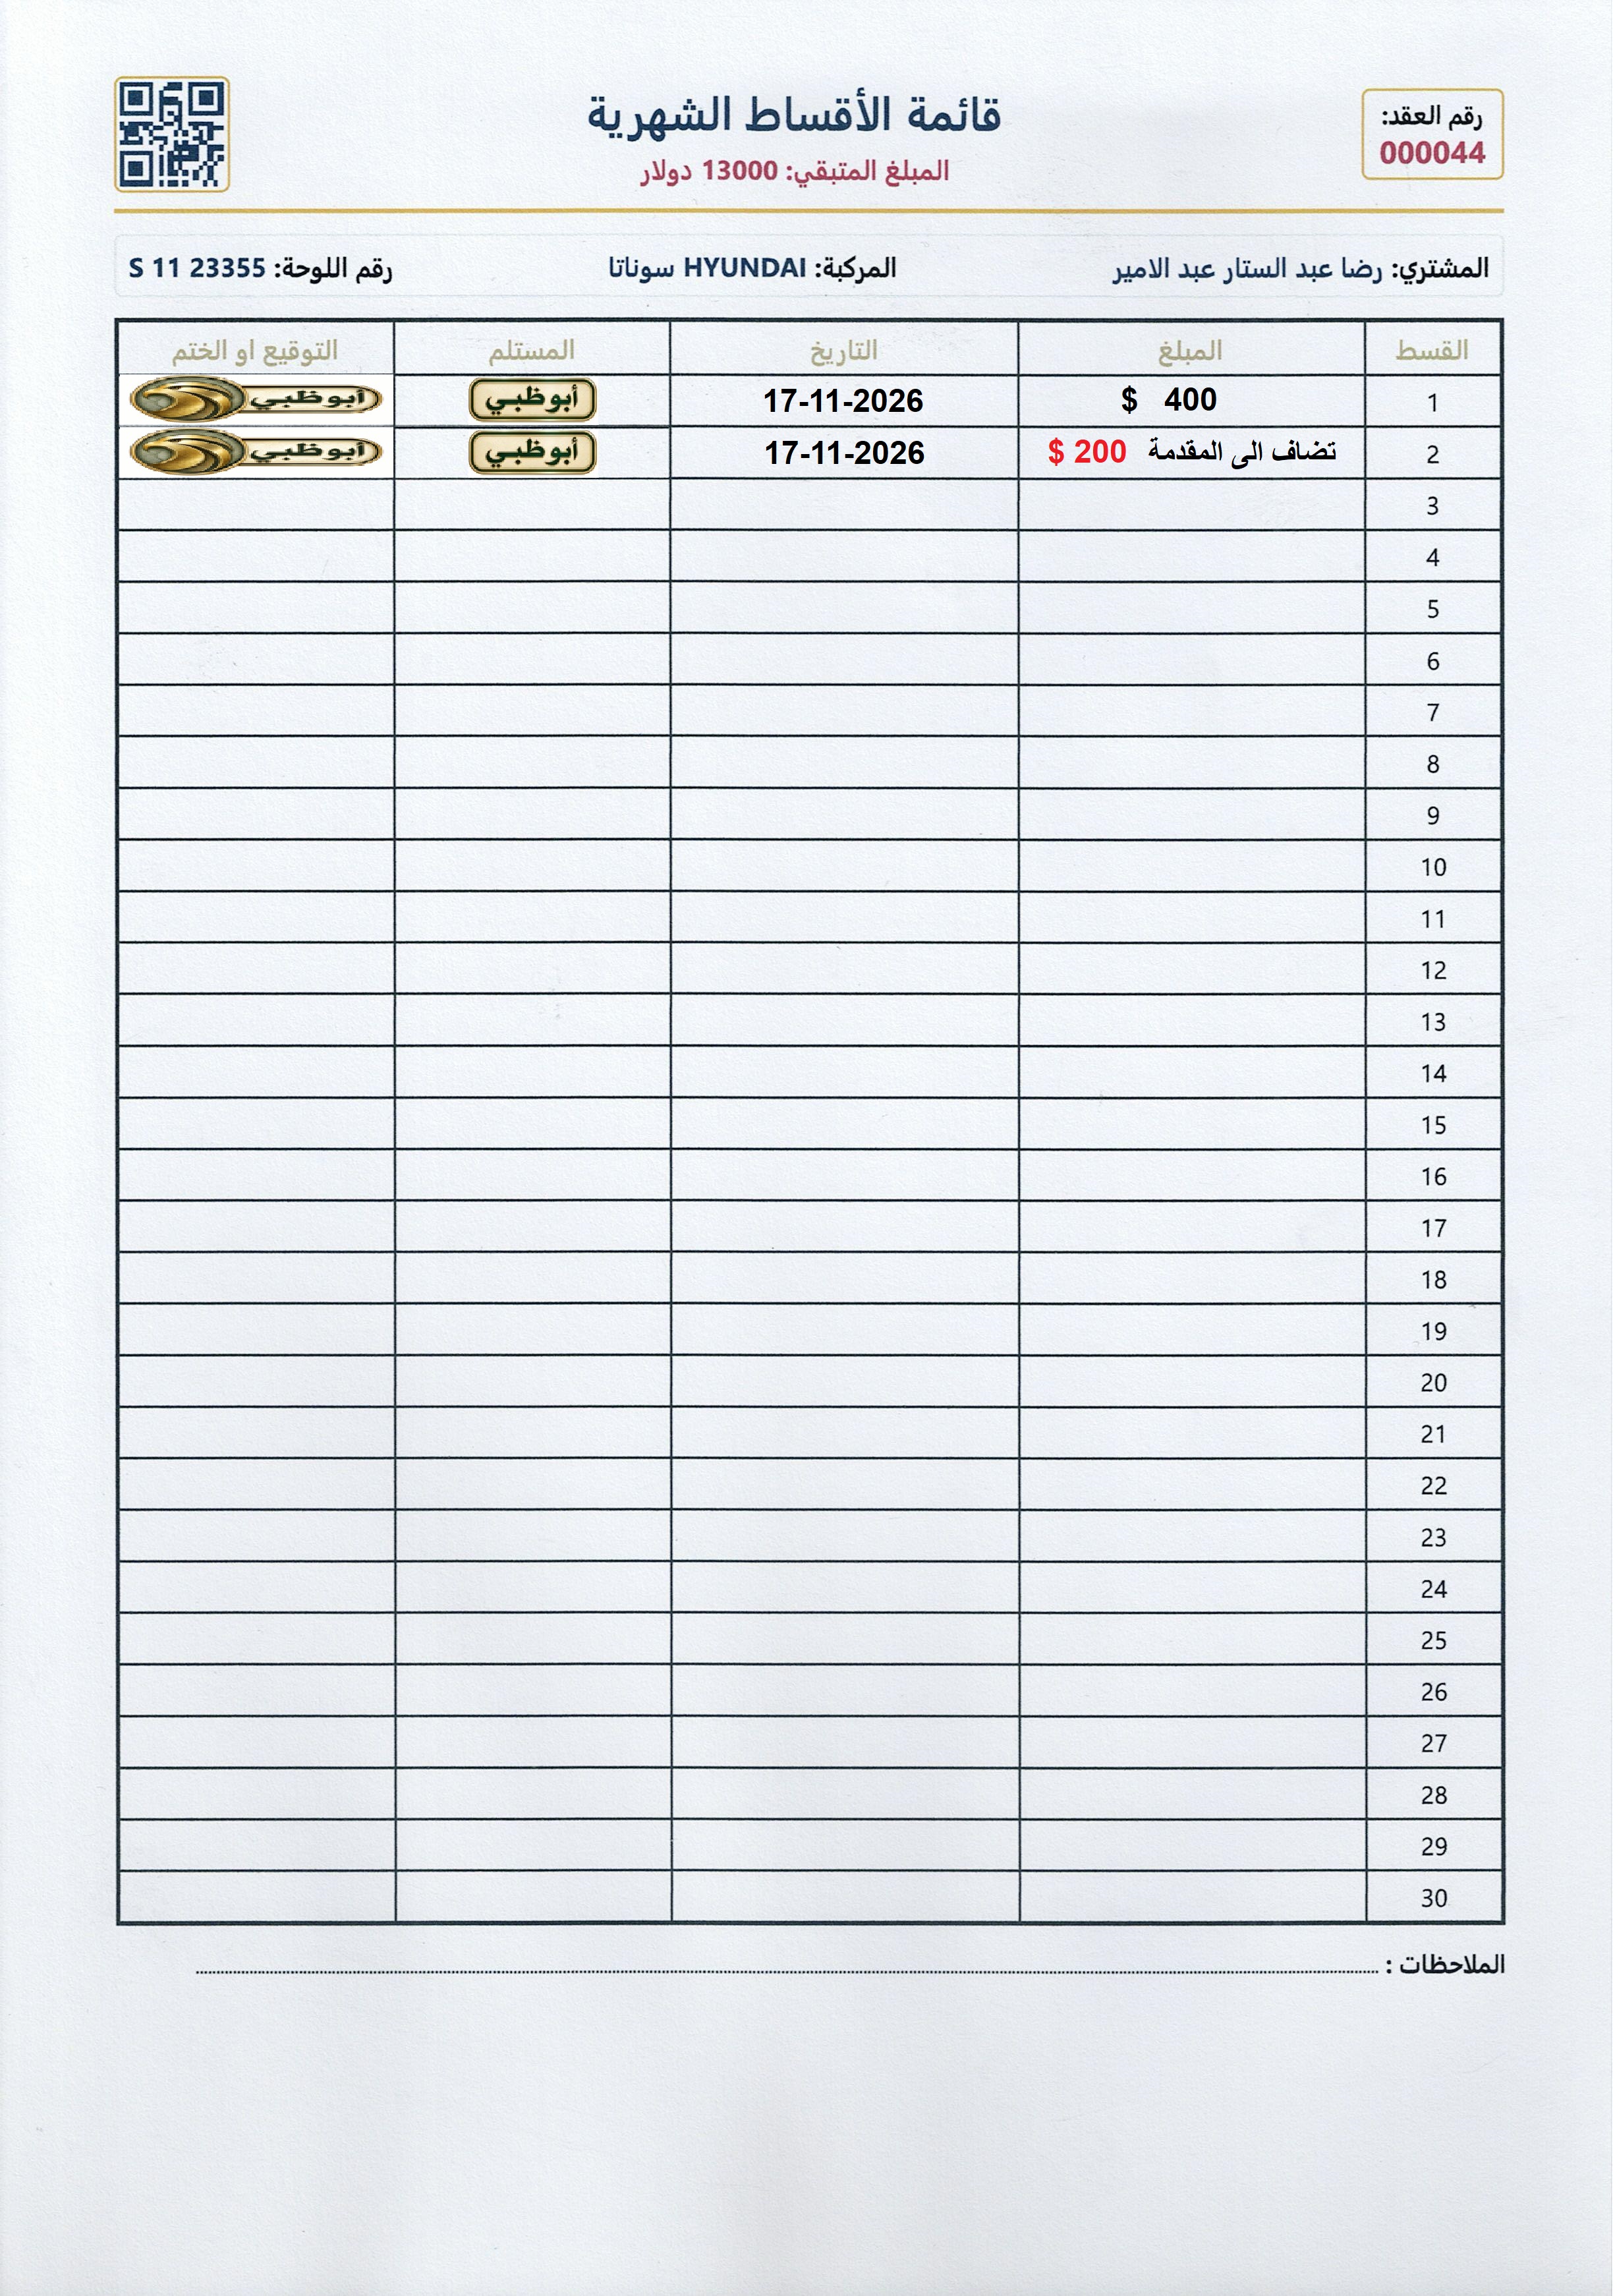 رقم العقد:
000044
قائمة الأقساط الشهرية
المبلغ المتبقي: 13000 دولار
المشتري: رضا عبد الستار عبد الامير
المركبة: HYUNDAI سوناتا
رقم اللوحة: S 11 23355
القسط المبلغ التاريخ المستلم التوقيع او الختم
1 400 $ 17-11-2026 أبوظبي أبوظبي
2 تضاف الى المقدمة 200 $ 17-11-2026 أبوظبي أبوظبي
3
4
5
6
7
8
9
10
11
12
13
14
15
16
17
18
19
20
21
22
23
24
25
26
27
28
29
30
الملاحظات :